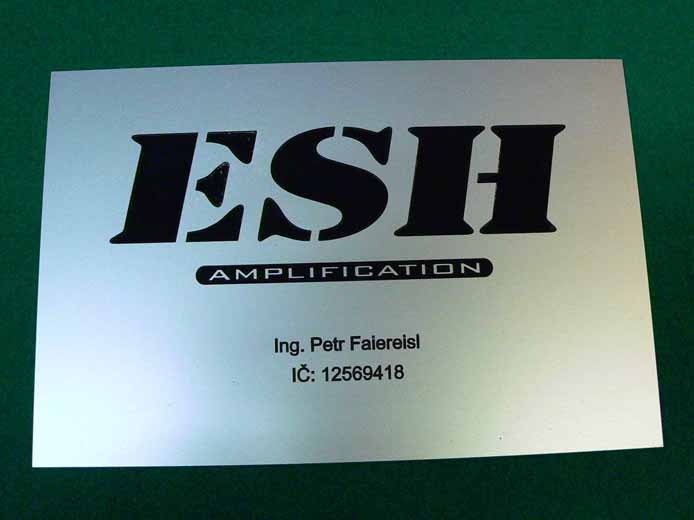 ESH
AMPLIFICATION
Ing. Petr Faiereisl
IČ: 12569418